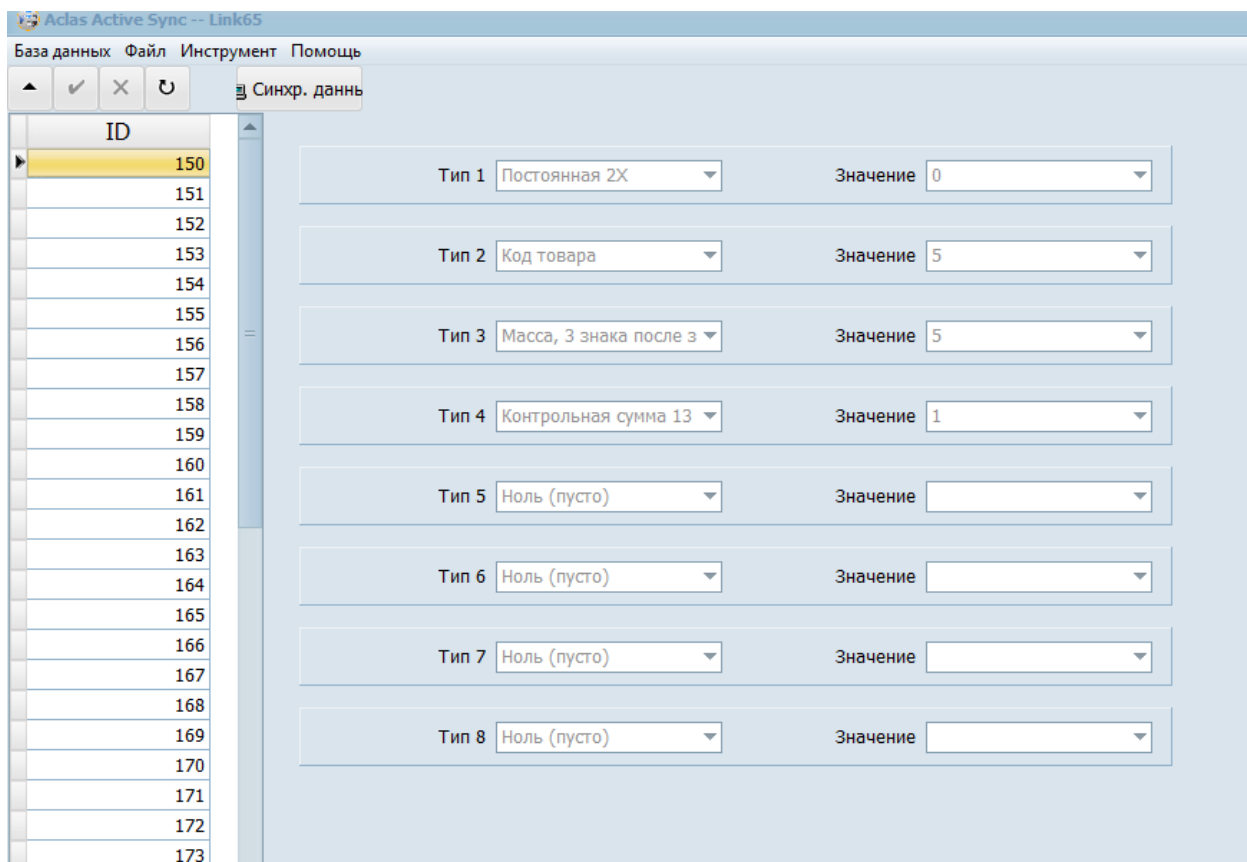 Aclas Active Sync -- Link65
База данных Файл Инструмент Помощь
Синхр. даннь
ID
150
151
152
153
154
155
156
157
158
159
160
161
162
163
164
165
166
167
168
169
170
171
172
173
Тип 1 Постоянная 2X Значение 0
Тип 2 Код товара Значение 5
Тип 3 Масса, 3 знака после з Значение 5
Тип 4 Контрольная сумма 13 Значение 1
Тип 5 Ноль (пусто) Значение
Тип 6 Ноль (пусто) Значение
Тип 7 Ноль (пусто) Значение
Тип 8 Ноль (пусто) Значение